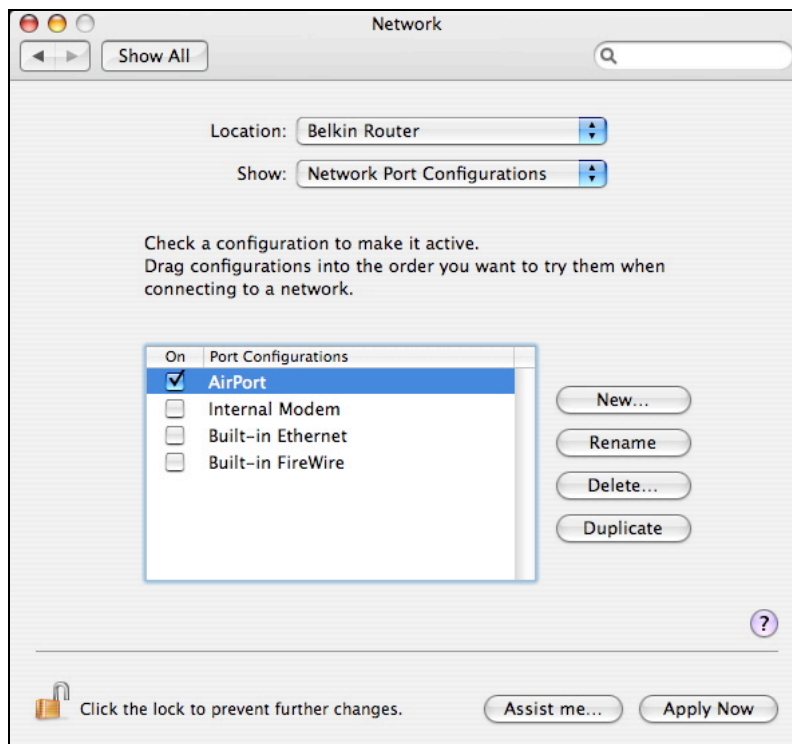 Network
Show All
Location: Belkin Router
Show: Network Port Configurations
Check a configuration to make it active.
Drag configurations into the order you want to try them when
connecting to a network.
On Port Configurations
AirPort
Internal Modem
Built-in Ethernet
Built-in FireWire
New...
Rename
Delete...
Duplicate
?
Click the lock to prevent further changes.
Assist me...
Apply Now